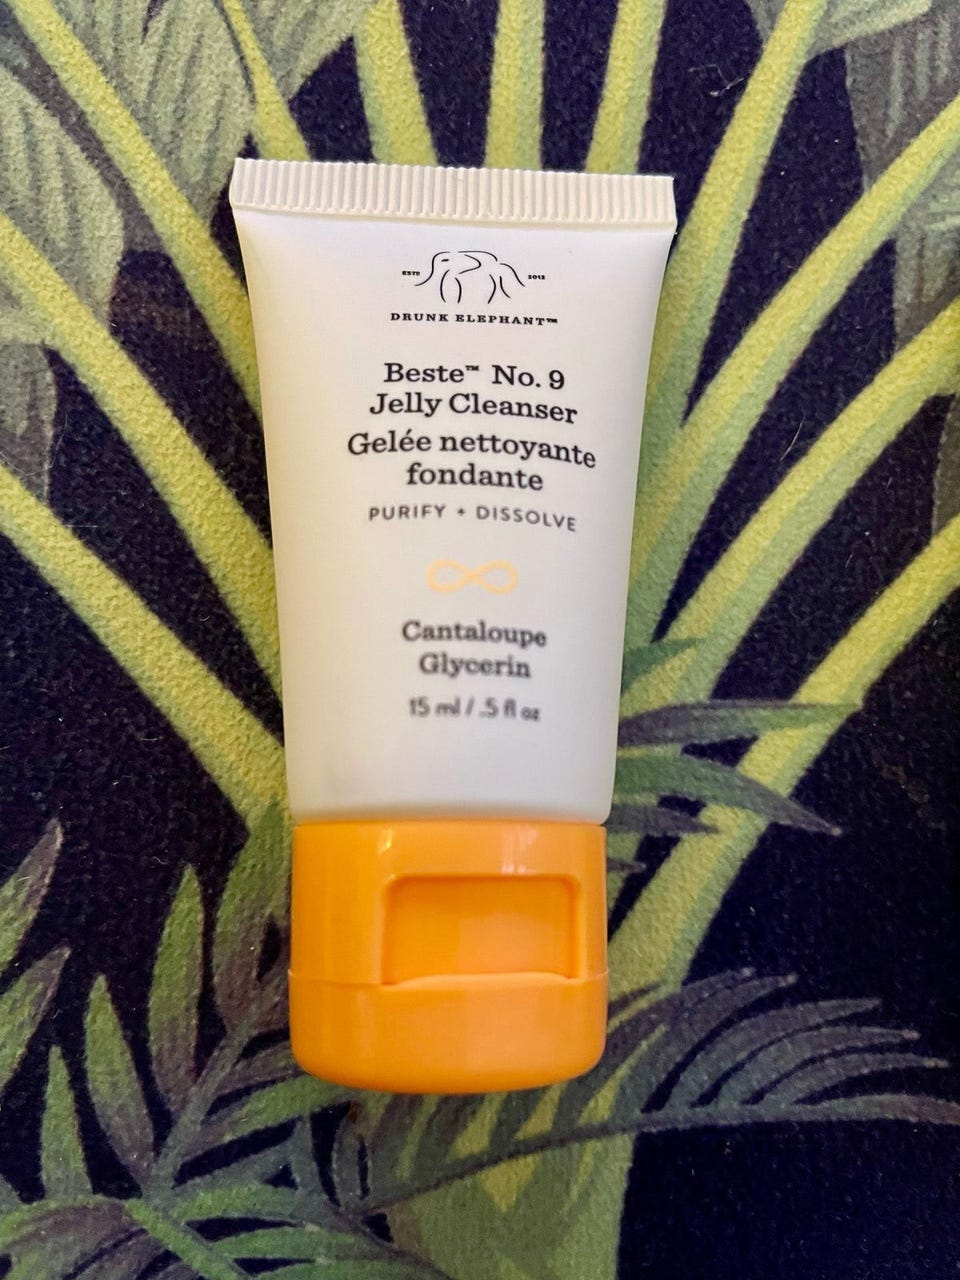 ESTD 2012
DRUNK ELEPHANT™
Beste™ No. 9
Jelly Cleanser
Gelée nettoyante
fondante
PURIFY + DISSOLVE
Cantaloupe
Glycerin
15 ml / .5 fl oz